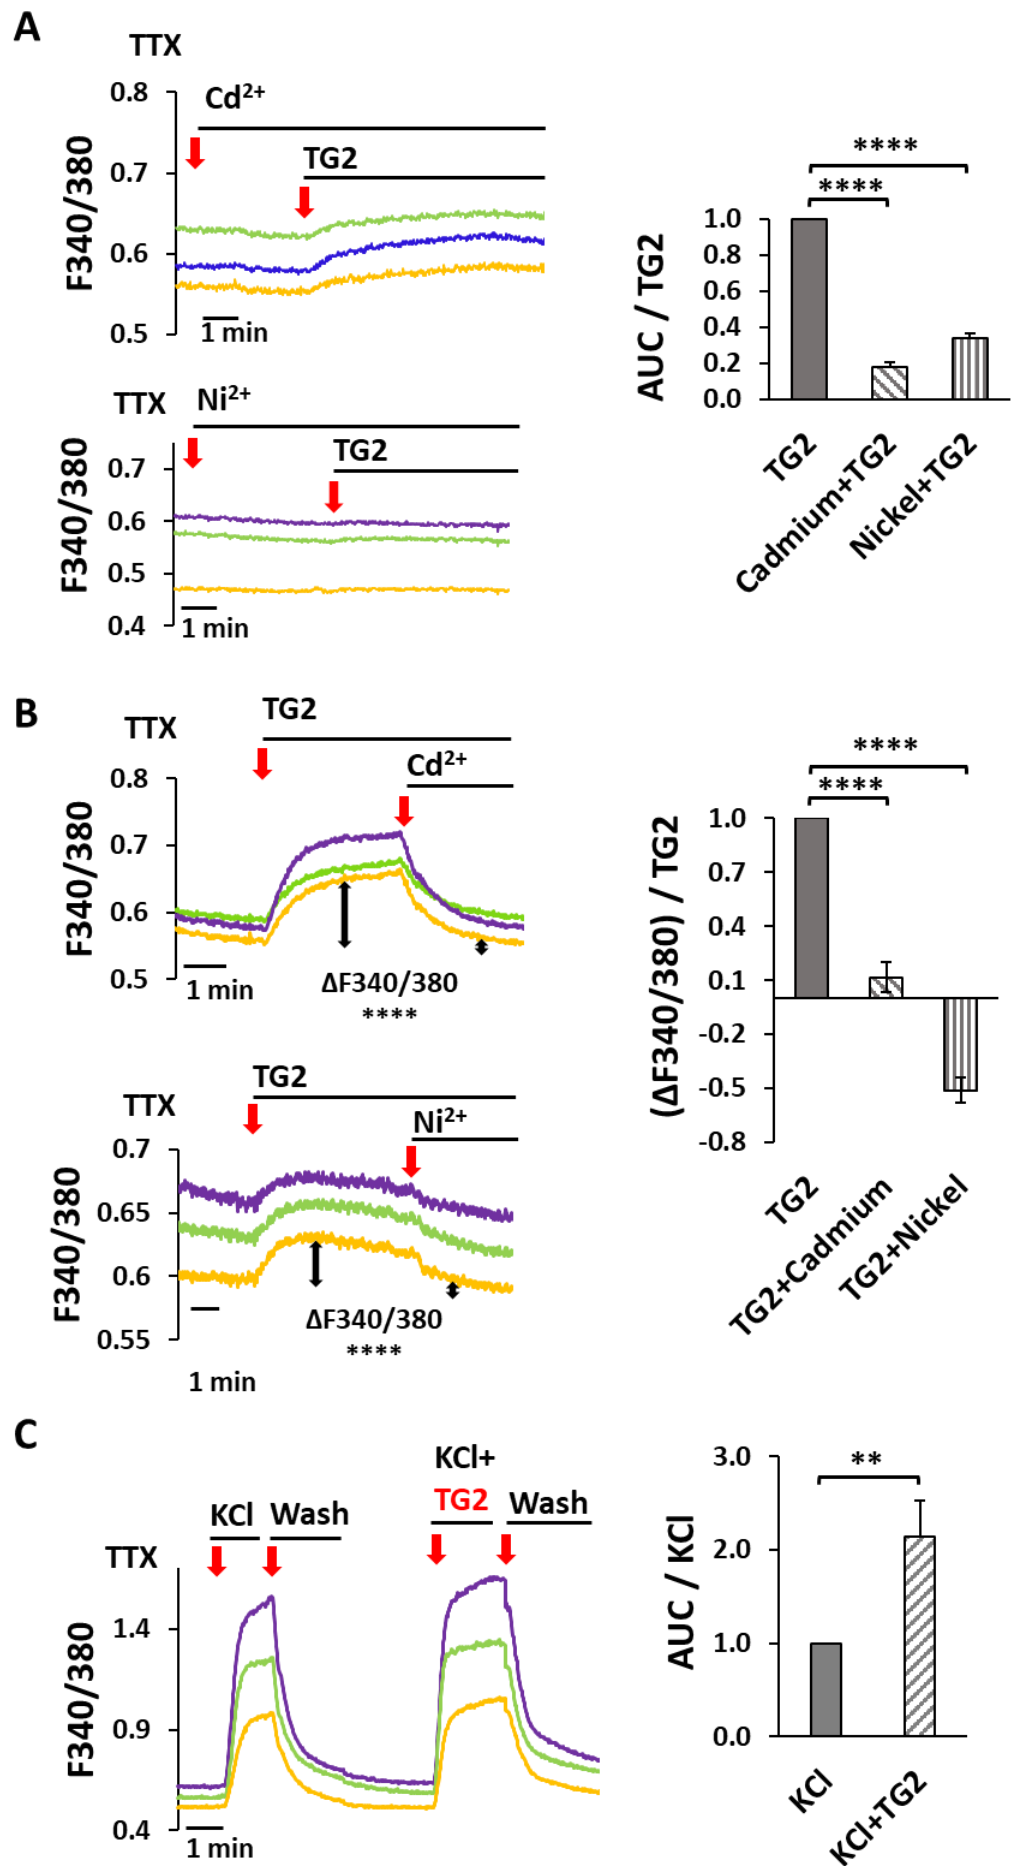 A
TTX
Cd2+
TG2
0.8
0.7
0.6
0.5
F340/380
1 min
TTX
Ni2+
TG2
0.7
0.6
0.5
0.4
F340/380
1 min
****
****
1.0
0.8
0.6
0.4
0.2
0.0
AUC / TG2
TG2
Cadmium+TG2
Nickel+TG2
B
TTX
TG2
Cd2+
0.8
0.7
0.6
0.5
F340/380
1 min
ΔF340/380
****
TTX
TG2
Ni2+
0.7
0.65
0.6
0.55
F340/380
ΔF340/380
****
1 min
****
****
1.0
0.7
0.4
0.1
-0.2
-0.5
-0.8
(ΔF340/380) / TG2
TG2
TG2+Cadmium
TG2+Nickel
C
TTX
KCl
Wash
KCl+
TG2
Wash
1.4
0.9
0.4
F340/380
1 min
**
3.0
2.0
1.0
0.0
AUC / KCl
KCl
KCl+TG2